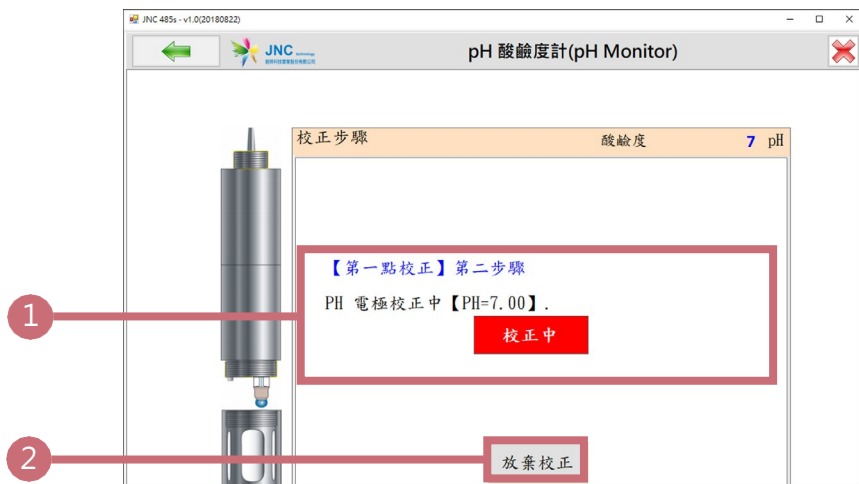 JNC 485s - v1.0(20180822)
JNC
pH 酸鹼度計(pH Monitor)
校正步驟 酸鹼度 7 pH
【第一點校正】第二步驟
PH 電極校正中【PH=7.00】.
校正中
1
放棄校正
2